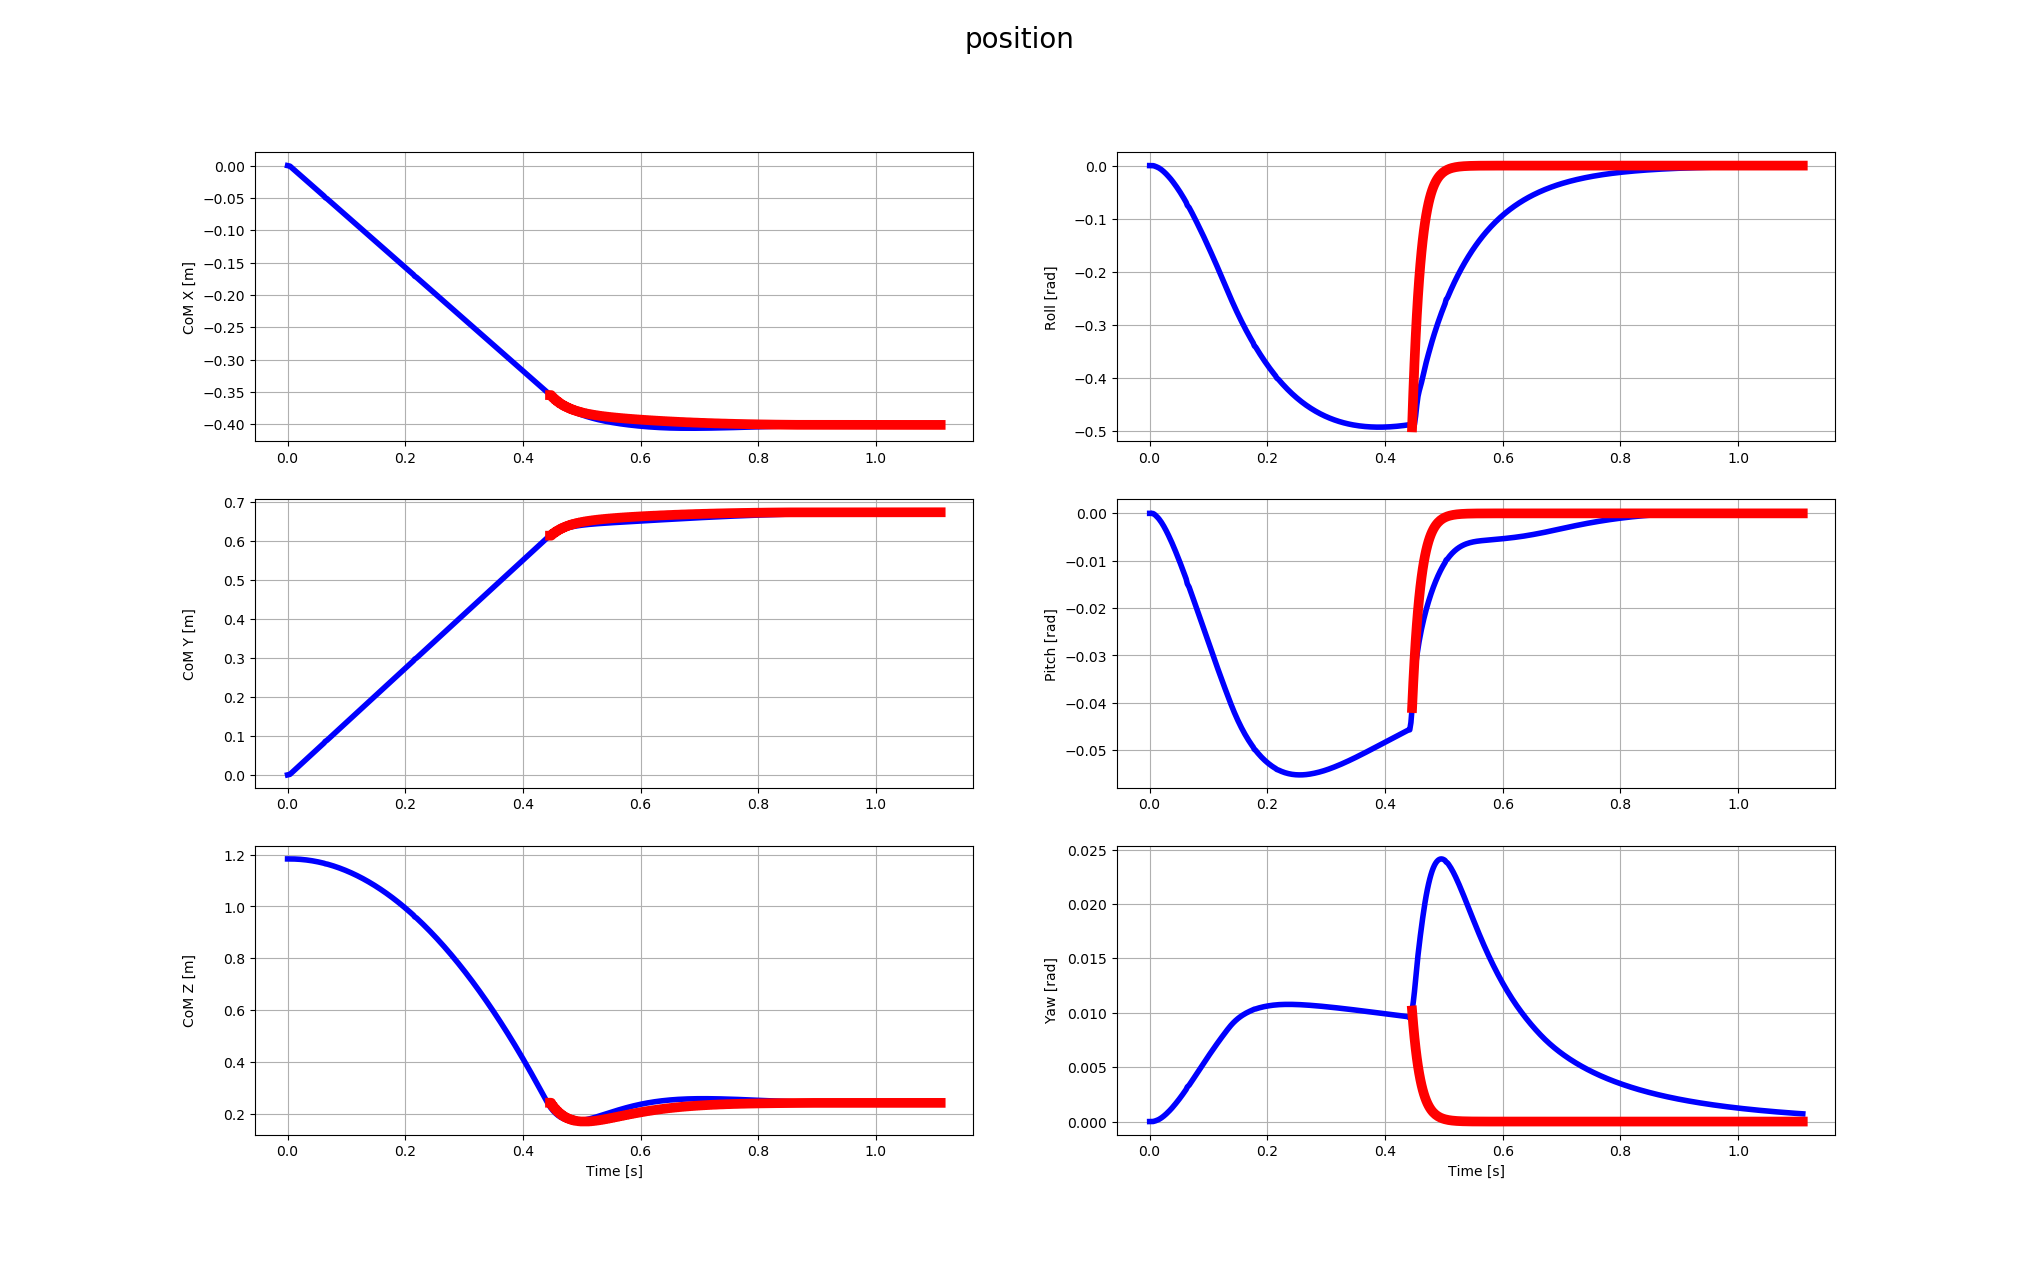 position
0.00
−0.05
−0.10
−0.15
−0.20
−0.25
−0.30
−0.35
−0.40
CoM X [m]
0.0 0.2 0.4 0.6 0.8 1.0
0.0
−0.1
−0.2
−0.3
−0.4
−0.5
Roll [rad]
0.0 0.2 0.4 0.6 0.8 1.0
0.7
0.6
0.5
0.4
0.3
0.2
0.1
0.0
CoM Y [m]
0.0 0.2 0.4 0.6 0.8 1.0
0.00
−0.01
−0.02
−0.03
−0.04
−0.05
Pitch [rad]
0.0 0.2 0.4 0.6 0.8 1.0
1.2
1.0
0.8
0.6
0.4
0.2
CoM Z [m]
0.0 0.2 0.4 0.6 0.8 1.0
Time [s]
0.025
0.020
0.015
0.010
0.005
0.000
Yaw [rad]
0.0 0.2 0.4 0.6 0.8 1.0
Time [s]